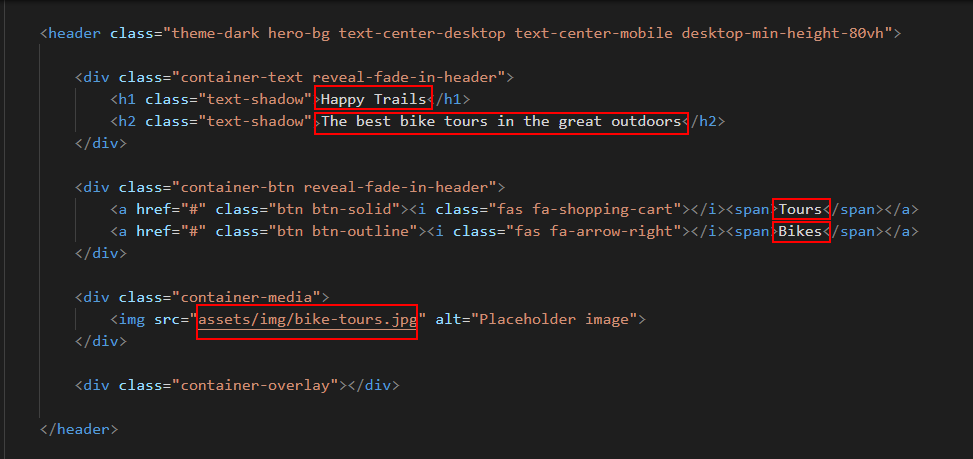 <header class="theme-dark hero-bg text-center-desktop text-center-mobile desktop-min-height-80vh">
<div class="container-text reveal-fade-in-header">
<h1 class="text-shadow">Happy Trails</h1>
<h2 class="text-shadow">The best bike tours in the great outdoors</h2>
</div>
<div class="container-btn reveal-fade-in-header">
<a href="#" class="btn btn-solid"><i class="fas fa-shopping-cart"></i><span>Tours</span></a>
<a href="#" class="btn btn-outline"><i class="fas fa-arrow-right"></i><span>Bikes</span></a>
</div>
<div class="container-media">
<img src="assets/img/bike-tours.jpg" alt="Placeholder image">
</div>
<div class="container-overlay"></div>
</header>